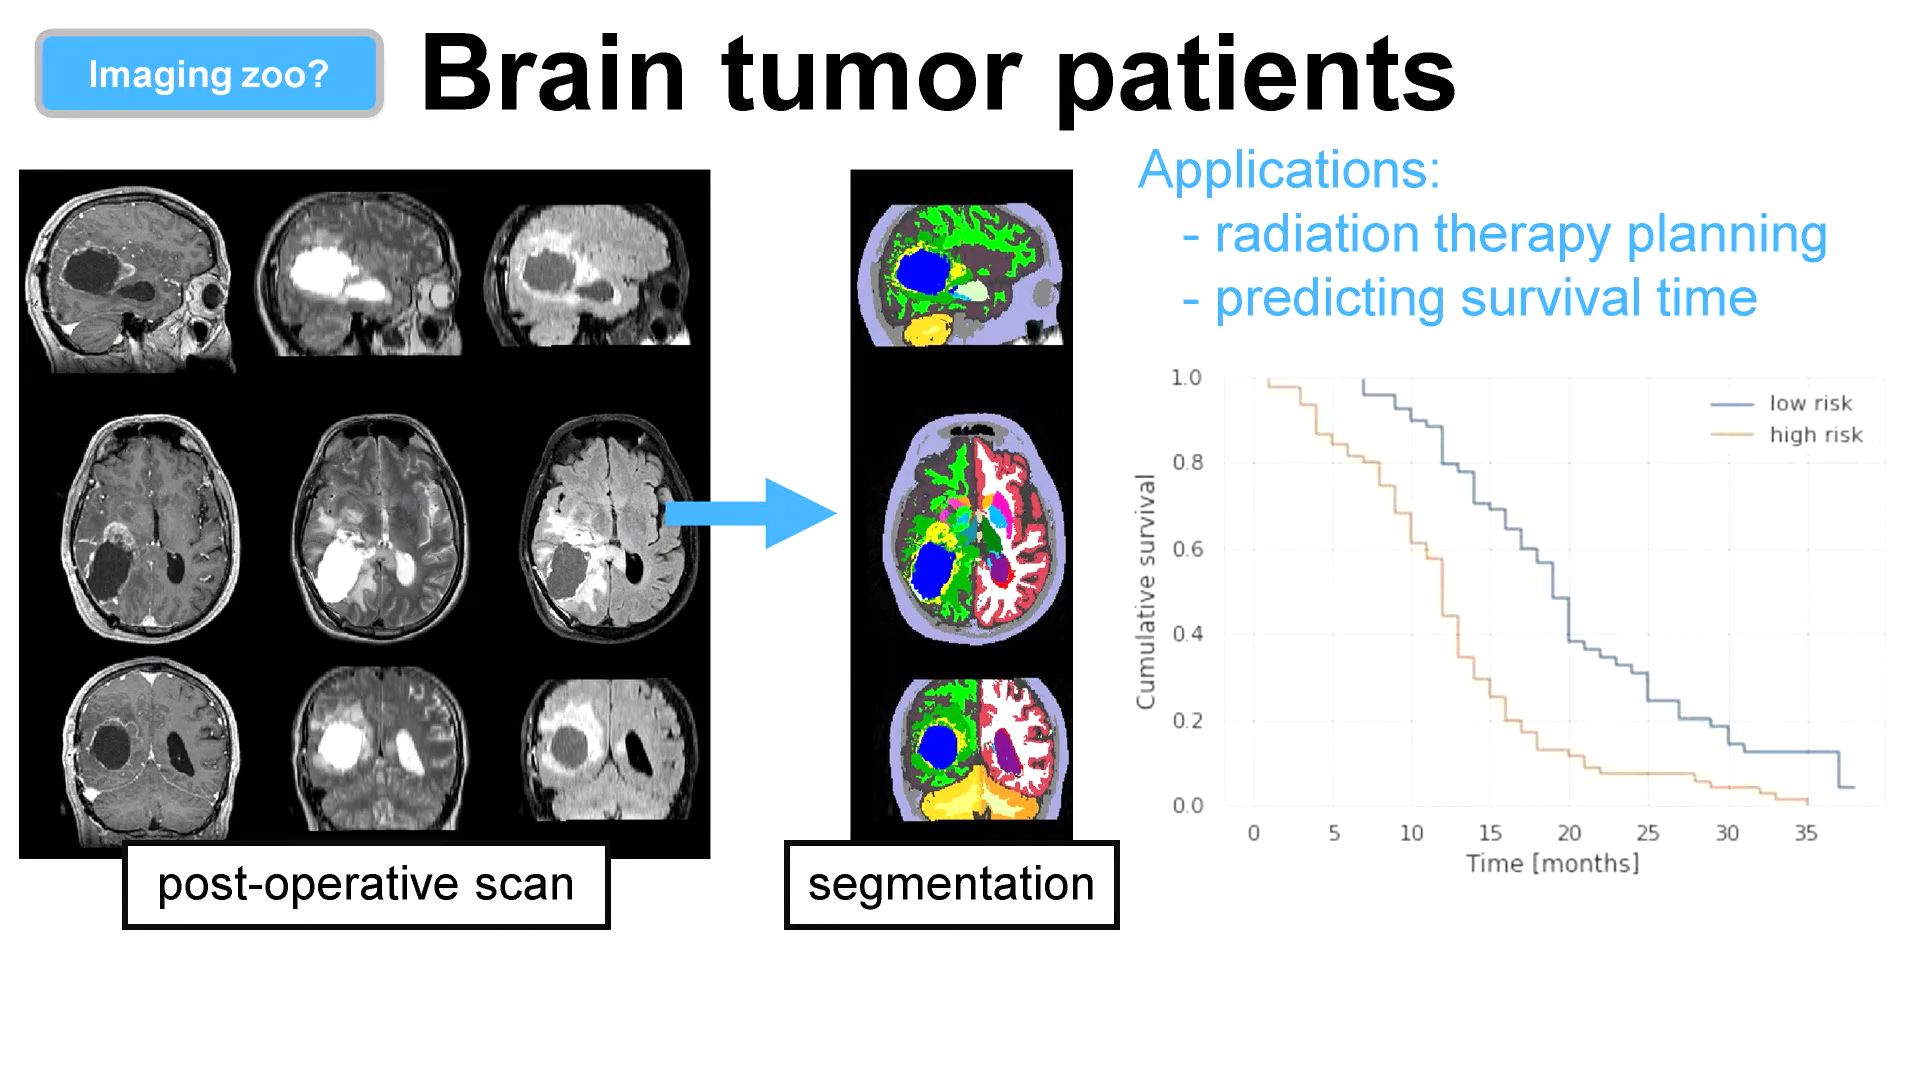 Imaging zoo?
Brain tumor patients
Applications:
- radiation therapy planning
- predicting survival time
post-operative scan
segmentation
low risk
high risk
Cumulative survival
1.0
0.8
0.6
0.4
0.2
0.0
0 5 10 15 20 25 30 35
Time [months]